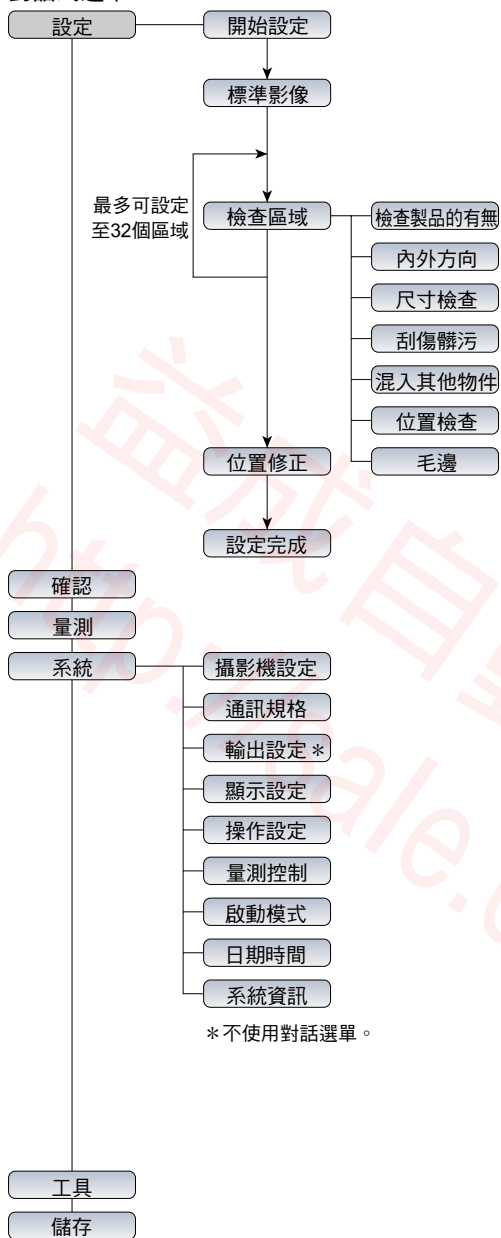 設定
開始設定
標準影像
最多可設定
至32個區域
檢查區域
檢查製品的有無
內外方向
尺寸檢查
刮傷髒污
混入其他物件
位置檢查
毛邊
位置修正
設定完成
確認
量測
系統
攝影機設定
通訊規格
輸出設定＊
顯示設定
操作設定
量測控制
啟動模式
日期時間
系統資訊
＊不使用對話選單。
工具
儲存
益成自
http://sale.